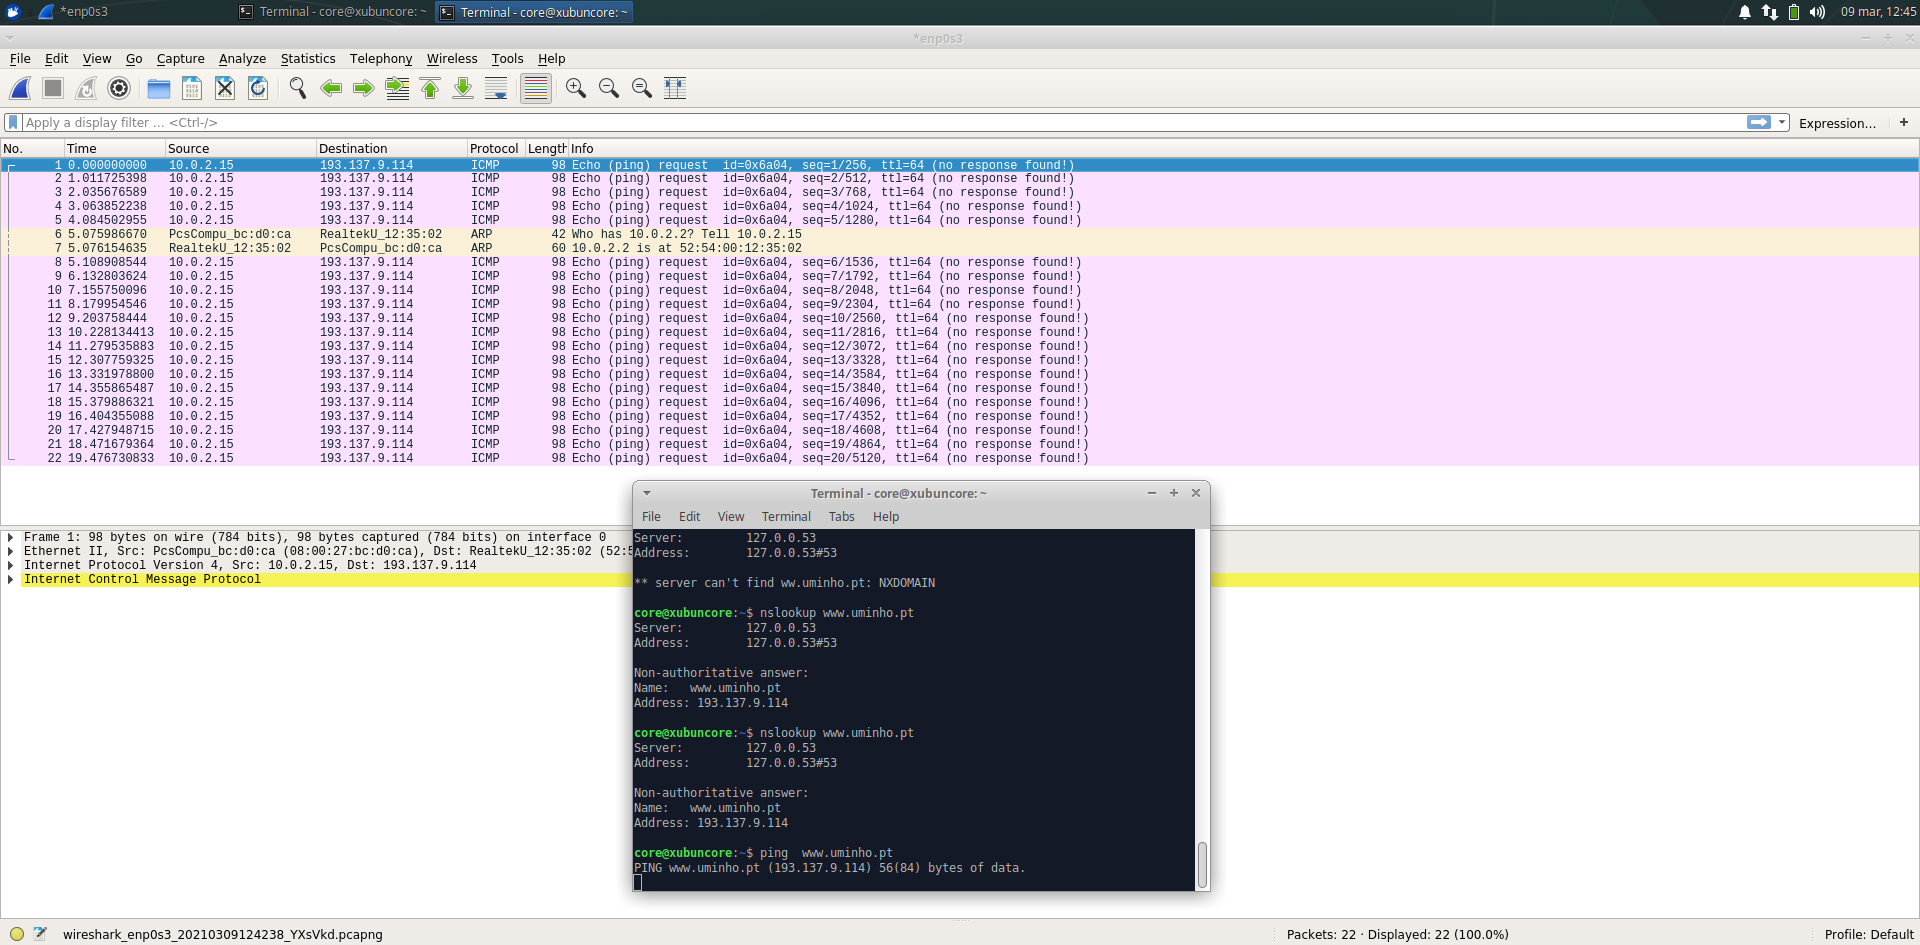 *enp0s3
Terminal - core@xubuncore: ~
Terminal - core@xubuncore: ~
09 mar, 12:45
*enp0s3
File Edit View Go Capture Analyze Statistics Telephony Wireless Tools Help
Apply a display filter ... <Ctrl-/>
Expression...
+
No. Time Source Destination Protocol Length Info
1 0.000000000 10.0.2.15 193.137.9.114 ICMP 98 Echo (ping) request id=0x6a04, seq=1/256, ttl=64 (no response found!)
2 1.011725398 10.0.2.15 193.137.9.114 ICMP 98 Echo (ping) request id=0x6a04, seq=2/512, ttl=64 (no response found!)
3 2.035676589 10.0.2.15 193.137.9.114 ICMP 98 Echo (ping) request id=0x6a04, seq=3/768, ttl=64 (no response found!)
4 3.063852238 10.0.2.15 193.137.9.114 ICMP 98 Echo (ping) request id=0x6a04, seq=4/1024, ttl=64 (no response found!)
5 4.084502955 10.0.2.15 193.137.9.114 ICMP 98 Echo (ping) request id=0x6a04, seq=5/1280, ttl=64 (no response found!)
6 5.075986670 PcsCompu_bc:d0:ca RealtekU_12:35:02 ARP 42 Who has 10.0.2.2? Tell 10.0.2.15
7 5.076154635 RealtekU_12:35:02 PcsCompu_bc:d0:ca ARP 60 10.0.2.2 is at 52:54:00:12:35:02
8 5.108908544 10.0.2.15 193.137.9.114 ICMP 98 Echo (ping) request id=0x6a04, seq=6/1536, ttl=64 (no response found!)
9 6.132803624 10.0.2.15 193.137.9.114 ICMP 98 Echo (ping) request id=0x6a04, seq=7/1792, ttl=64 (no response found!)
10 7.155750096 10.0.2.15 193.137.9.114 ICMP 98 Echo (ping) request id=0x6a04, seq=8/2048, ttl=64 (no response found!)
11 8.179954546 10.0.2.15 193.137.9.114 ICMP 98 Echo (ping) request id=0x6a04, seq=9/2304, ttl=64 (no response found!)
12 9.203758444 10.0.2.15 193.137.9.114 ICMP 98 Echo (ping) request id=0x6a04, seq=10/2560, ttl=64 (no response found!)
13 10.228134413 10.0.2.15 193.137.9.114 ICMP 98 Echo (ping) request id=0x6a04, seq=11/2816, ttl=64 (no response found!)
14 11.279535883 10.0.2.15 193.137.9.114 ICMP 98 Echo (ping) request id=0x6a04, seq=12/3072, ttl=64 (no response found!)
15 12.307759325 10.0.2.15 193.137.9.114 ICMP 98 Echo (ping) request id=0x6a04, seq=13/3328, ttl=64 (no response found!)
16 13.331978800 10.0.2.15 193.137.9.114 ICMP 98 Echo (ping) request id=0x6a04, seq=14/3584, ttl=64 (no response found!)
17 14.355865487 10.0.2.15 193.137.9.114 ICMP 98 Echo (ping) request id=0x6a04, seq=15/3840, ttl=64 (no response found!)
18 15.379886321 10.0.2.15 193.137.9.114 ICMP 98 Echo (ping) request id=0x6a04, seq=16/4096, ttl=64 (no response found!)
19 16.404355088 10.0.2.15 193.137.9.114 ICMP 98 Echo (ping) request id=0x6a04, seq=17/4352, ttl=64 (no response found!)
20 17.427948715 10.0.2.15 193.137.9.114 ICMP 98 Echo (ping) request id=0x6a04, seq=18/4608, ttl=64 (no response found!)
21 18.471679364 10.0.2.15 193.137.9.114 ICMP 98 Echo (ping) request id=0x6a04, seq=19/4864, ttl=64 (no response found!)
22 19.476730833 10.0.2.15 193.137.9.114 ICMP 98 Echo (ping) request id=0x6a04, seq=20/5120, ttl=64 (no response found!)
Frame 1: 98 bytes on wire (784 bits), 98 bytes captured (784 bits) on interface 0
Ethernet II, Src: PcsCompu_bc:d0:ca (08:00:27:bc:d0:ca), Dst: RealtekU_12:35:02 (52:5
Internet Protocol Version 4, Src: 10.0.2.15, Dst: 193.137.9.114
Internet Control Message Protocol
Terminal - core@xubuncore: ~
File Edit View Terminal Tabs Help
Server: 127.0.0.53
Address: 127.0.0.53#53
** server can't find ww.uminho.pt: NXDOMAIN
core@xubuncore:~$ nslookup www.uminho.pt
Server: 127.0.0.53
Address: 127.0.0.53#53
Non-authoritative answer:
Name: www.uminho.pt
Address: 193.137.9.114
core@xubuncore:~$ nslookup www.uminho.pt
Server: 127.0.0.53
Address: 127.0.0.53#53
Non-authoritative answer:
Name: www.uminho.pt
Address: 193.137.9.114
core@xubuncore:~$ ping  www.uminho.pt
PING www.uminho.pt (193.137.9.114) 56(84) bytes of data.
wireshark_enp0s3_20210309124238_YXsVkd.pcapng
Packets: 22 · Displayed: 22 (100.0%)
Profile: Default